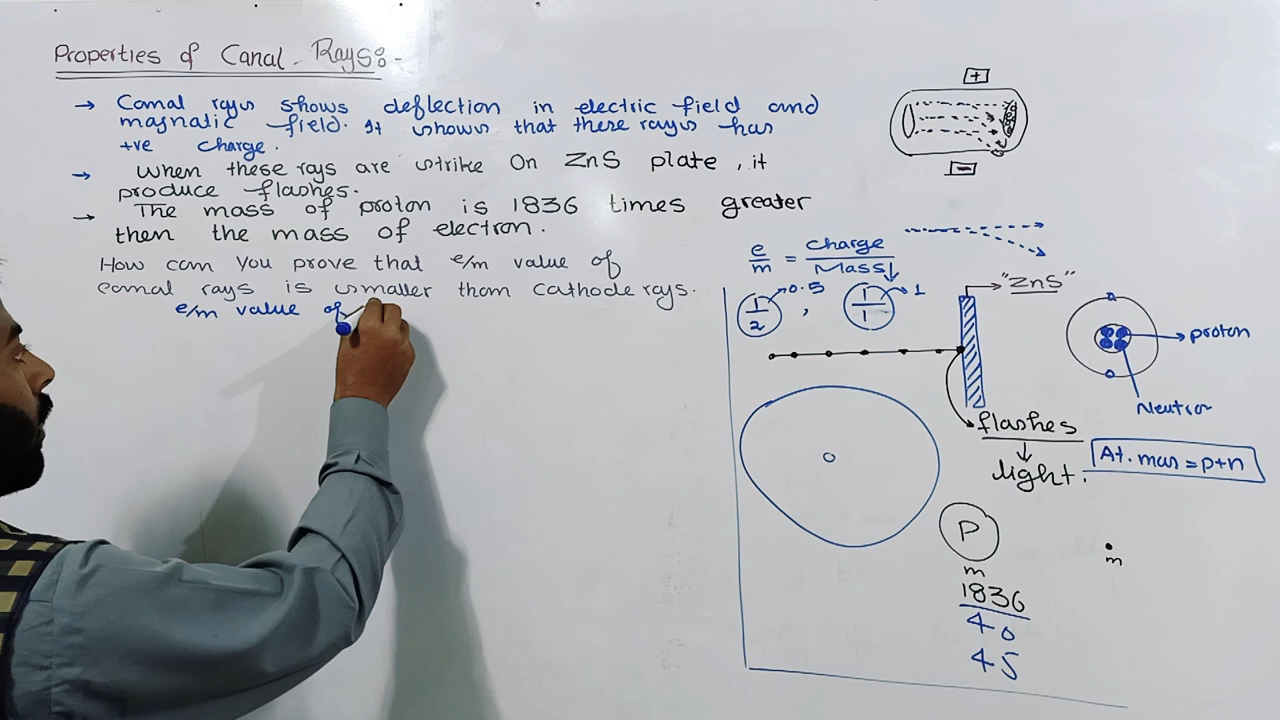 Properties of Canal Rays:-
→ Canal rays shows deflection in electric field and
magnatic field. It shows that these rays has
+ve charge.
→ When these rays are strike On ZnS plate, it
produce flashes.
→ The mass of proton is 1836 times greater
then the mass of electron.
How can you prove that e/m value of
canal rays is smaller than cathode rays.
e/m value of
+
-
e/m = Charge/Mass ↓
1/2 → 0.5 , 1/1 → 1
"ZnS"
proton
Neutron
flashes
↓
light.
At. mas = p+n
P
m
1836
40
45
m